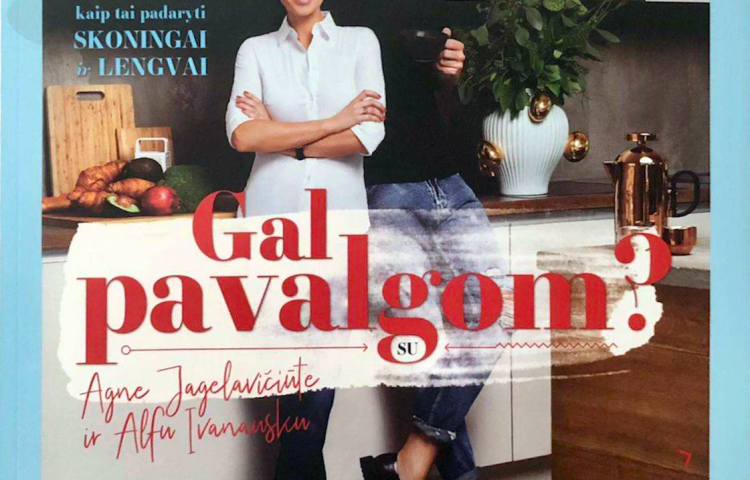 kaip tai padaryti
SKONINGAI
ir LENGVAI
Gal
pavalgom?
SU
Agne Jagelavičiūte
ir Alfu Ivanausku